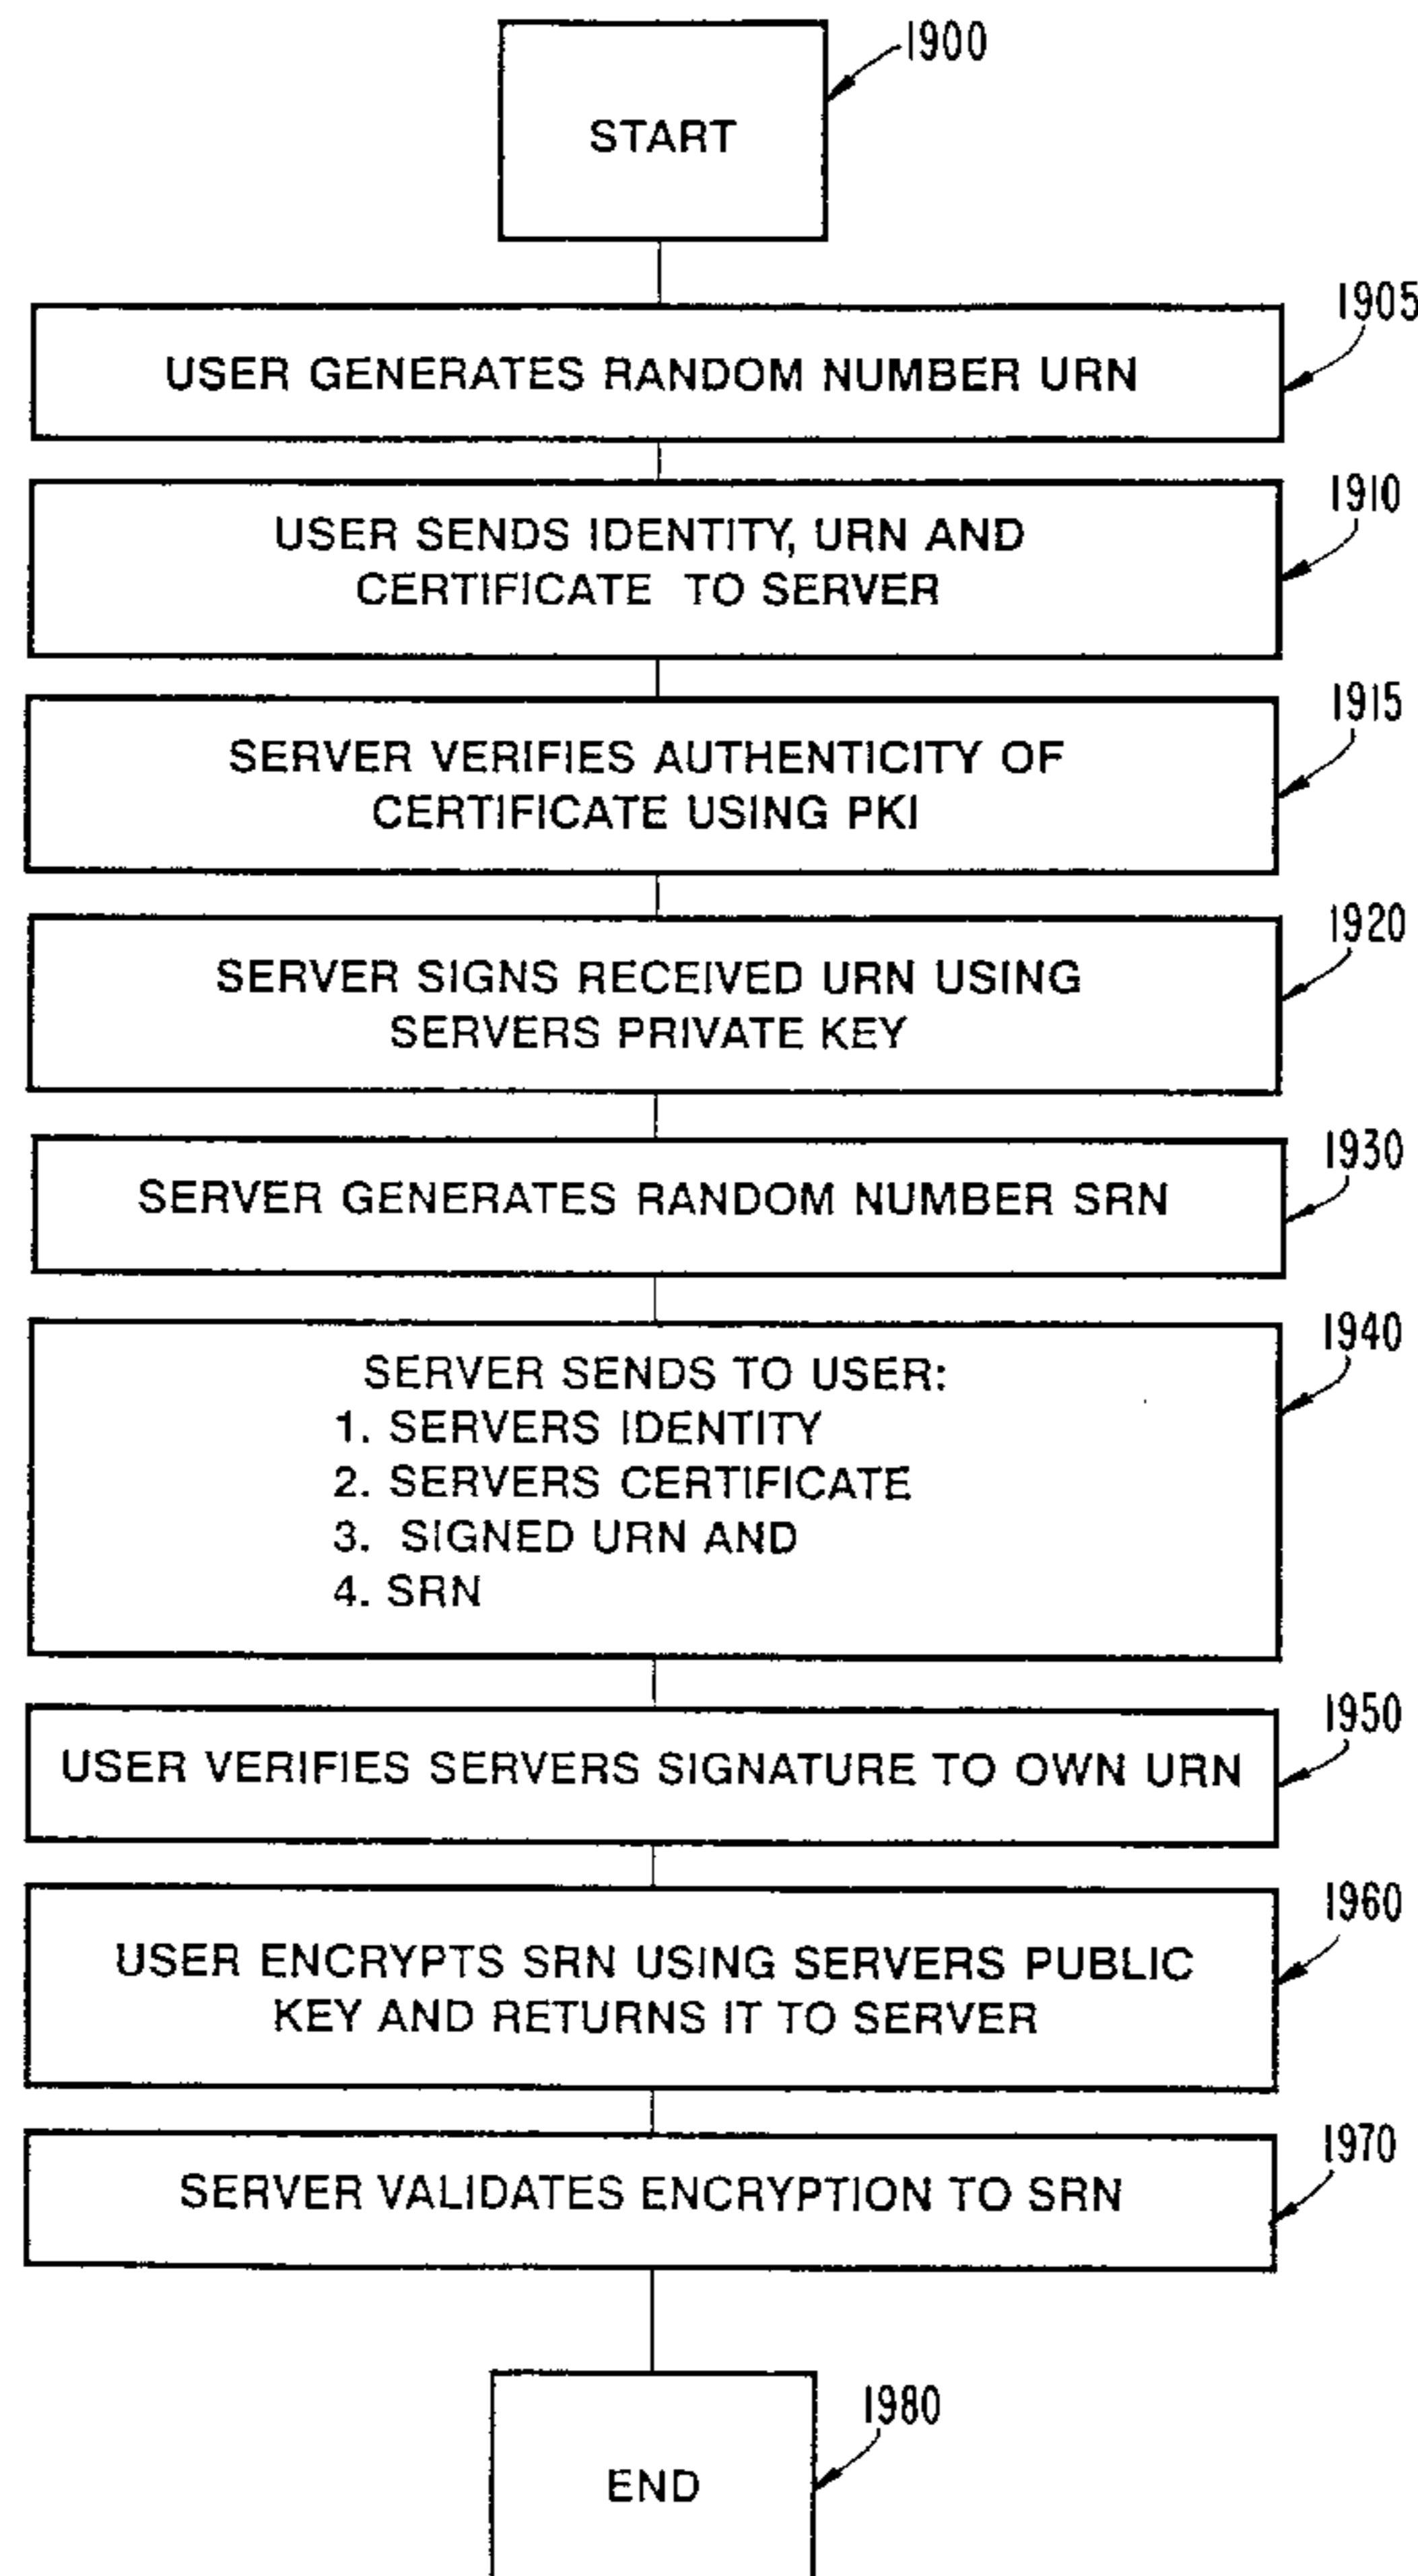 1900
START
1905
USER GENERATES RANDOM NUMBER URN
1910
USER SENDS IDENTITY, URN AND
CERTIFICATE TO SERVER
1915
SERVER VERIFIES AUTHENTICITY OF
CERTIFICATE USING PKI
1920
SERVER SIGNS RECEIVED URN USING
SERVERS PRIVATE KEY
1930
SERVER GENERATES RANDOM NUMBER SRN
1940
SERVER SENDS TO USER:
1. SERVERS IDENTITY
2. SERVERS CERTIFICATE
3. SIGNED URN AND
4. SRN
1950
USER VERIFIES SERVERS SIGNATURE TO OWN URN
1960
USER ENCRYPTS SRN USING SERVERS PUBLIC
KEY AND RETURNS IT TO SERVER
1970
SERVER VALIDATES ENCRYPTION TO SRN
1980
END